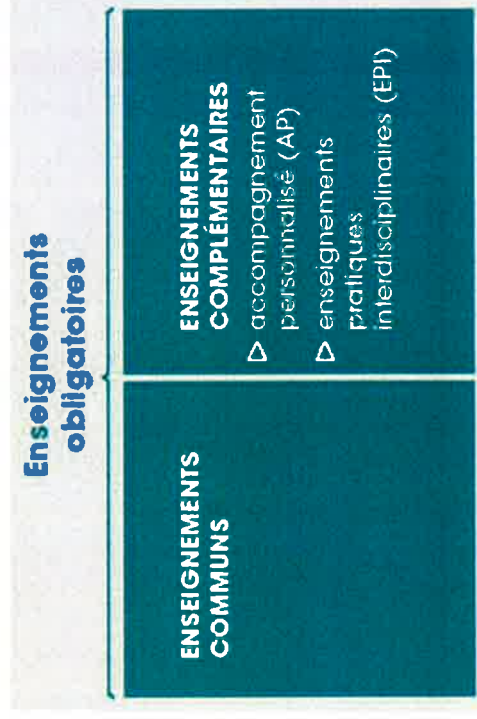 Enseignements
obligatoires
ENSEIGNEMENTS
COMMUNS
ENSEIGNEMENTS
COMPLÉMENTAIRES
▷ accompagnement
personnalisé (AP)
▷ enseignements
pratiques
interdisciplinaires (EPI)